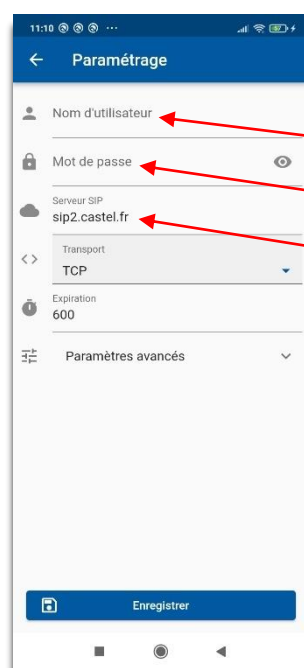 11:10
Paramétrage
Nom d'utilisateur
Mot de passe
Serveur SIP
sip2.castel.fr
Transport
TCP
Expiration
600
Paramètres avancés
Enregistrer